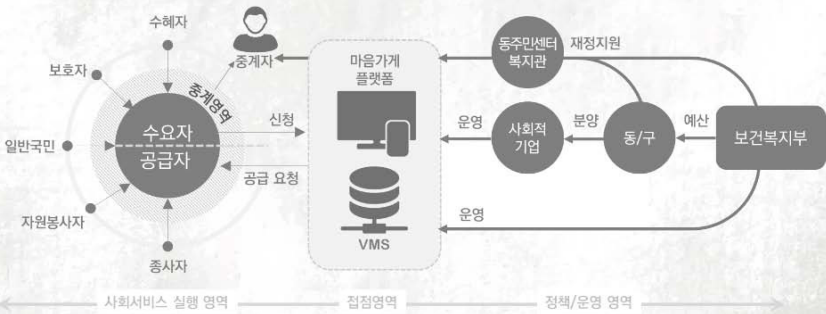 수혜자
보호자
일반국민
자원봉사자
종사자
중계영역
수요자
공급자
중계자
신청
공급 요청
마음가게
플랫폼
VMS
동주민센터
복지관
재정지원
운영
사회적
기업
분양
동/구
예산
보건복지부
운영
사회서비스 실행 영역
접점영역
정책/운영 영역